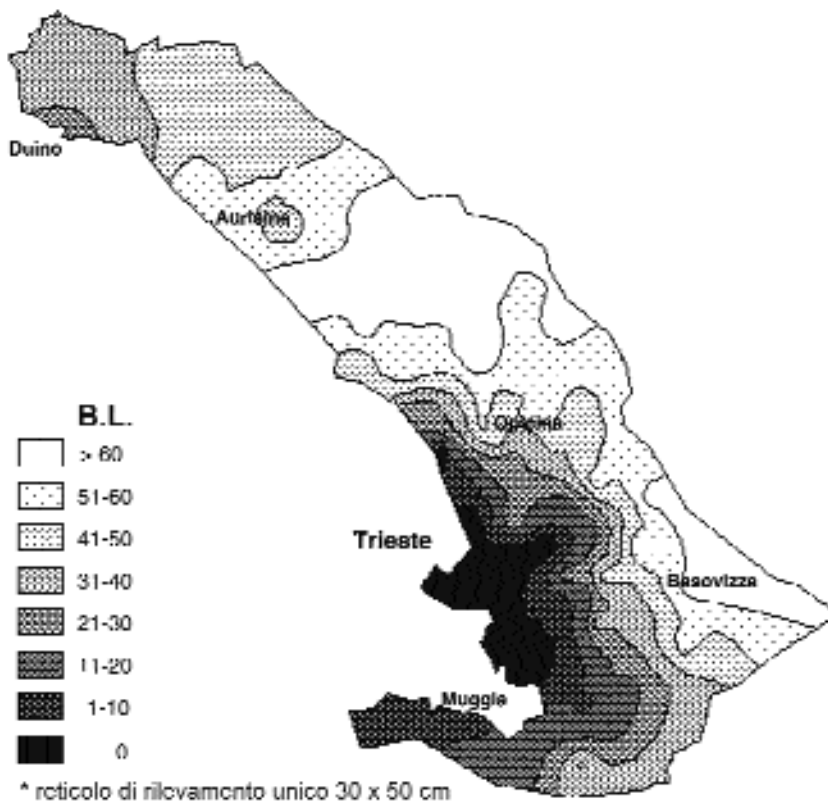 Duino
Aurisina
B.L.
> 60
Opicina
51-60
41-50
Trieste
31-40
Basovizza
21-30
11-20
1-10
Muggia
0
* reticolo di rilevamento unico 30 x 50 cm